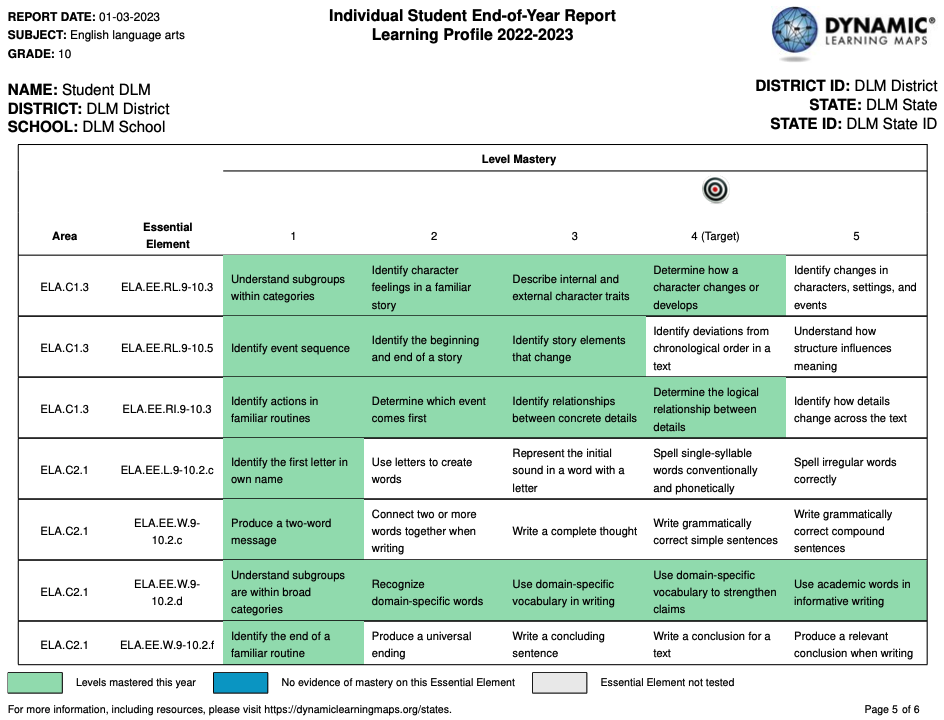 REPORT DATE: 01-03-2023
SUBJECT: English language arts
GRADE: 10
Individual Student End-of-Year Report
Learning Profile 2022-2023
DYNAMIC®
LEARNING MAPS
NAME: Student DLM
DISTRICT: DLM District
SCHOOL: DLM School
DISTRICT ID: DLM District
STATE: DLM State
STATE ID: DLM State ID
Level Mastery
Area
Essential
Element
1
2
3
4 (Target)
5
ELA.C1.3
ELA.EE.RL.9-10.3
Understand subgroups
within categories
Identify character
feelings in a familiar
story
Describe internal and
external character traits
Determine how a
character changes or
develops
Identify changes in
characters, settings, and
events
ELA.C1.3
ELA.EE.RL.9-10.5
Identify event sequence
Identify the beginning
and end of a story
Identify story elements
that change
Identify deviations from
chronological order in a
text
Understand how
structure influences
meaning
ELA.C1.3
ELA.EE.RI.9-10.3
Identify actions in
familiar routines
Determine which event
comes first
Identify relationships
between concrete details
Determine the logical
relationship between
details
Identify how details
change across the text
ELA.C2.1
ELA.EE.L.9-10.2.c
Identify the first letter in
own name
Use letters to create
words
Represent the initial
sound in a word with a
letter
Spell single-syllable
words conventionally
and phonetically
Spell irregular words
correctly
ELA.C2.1
ELA.EE.W.9-
10.2.c
Produce a two-word
message
Connect two or more
words together when
writing
Write a complete thought
Write grammatically
correct simple sentences
Write grammatically
correct compound
sentences
ELA.C2.1
ELA.EE.W.9-
10.2.d
Understand subgroups
are within broad
categories
Recognize
domain-specific words
Use domain-specific
vocabulary in writing
Use domain-specific
vocabulary to strengthen
claims
Use academic words in
informative writing
ELA.C2.1
ELA.EE.W.9-10.2.f
Identify the end of a
familiar routine
Produce a universal
ending
Write a concluding
sentence
Write a conclusion for a
text
Produce a relevant
conclusion when writing
Levels mastered this year
No evidence of mastery on this Essential Element
Essential Element not tested
For more information, including resources, please visit https://dynamiclearningmaps.org/states.
Page 5 of 6